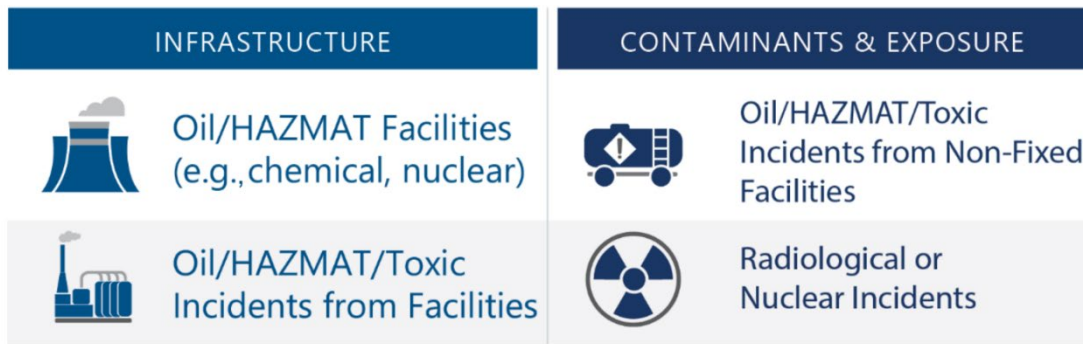 INFRASTRUCTURE
Oil/HAZMAT Facilities
(e.g., chemical, nuclear)
Oil/HAZMAT/Toxic
Incidents from Facilities
CONTAMINANTS & EXPOSURE
Oil/HAZMAT/Toxic
Incidents from Non-Fixed
Facilities
Radiological or
Nuclear Incidents